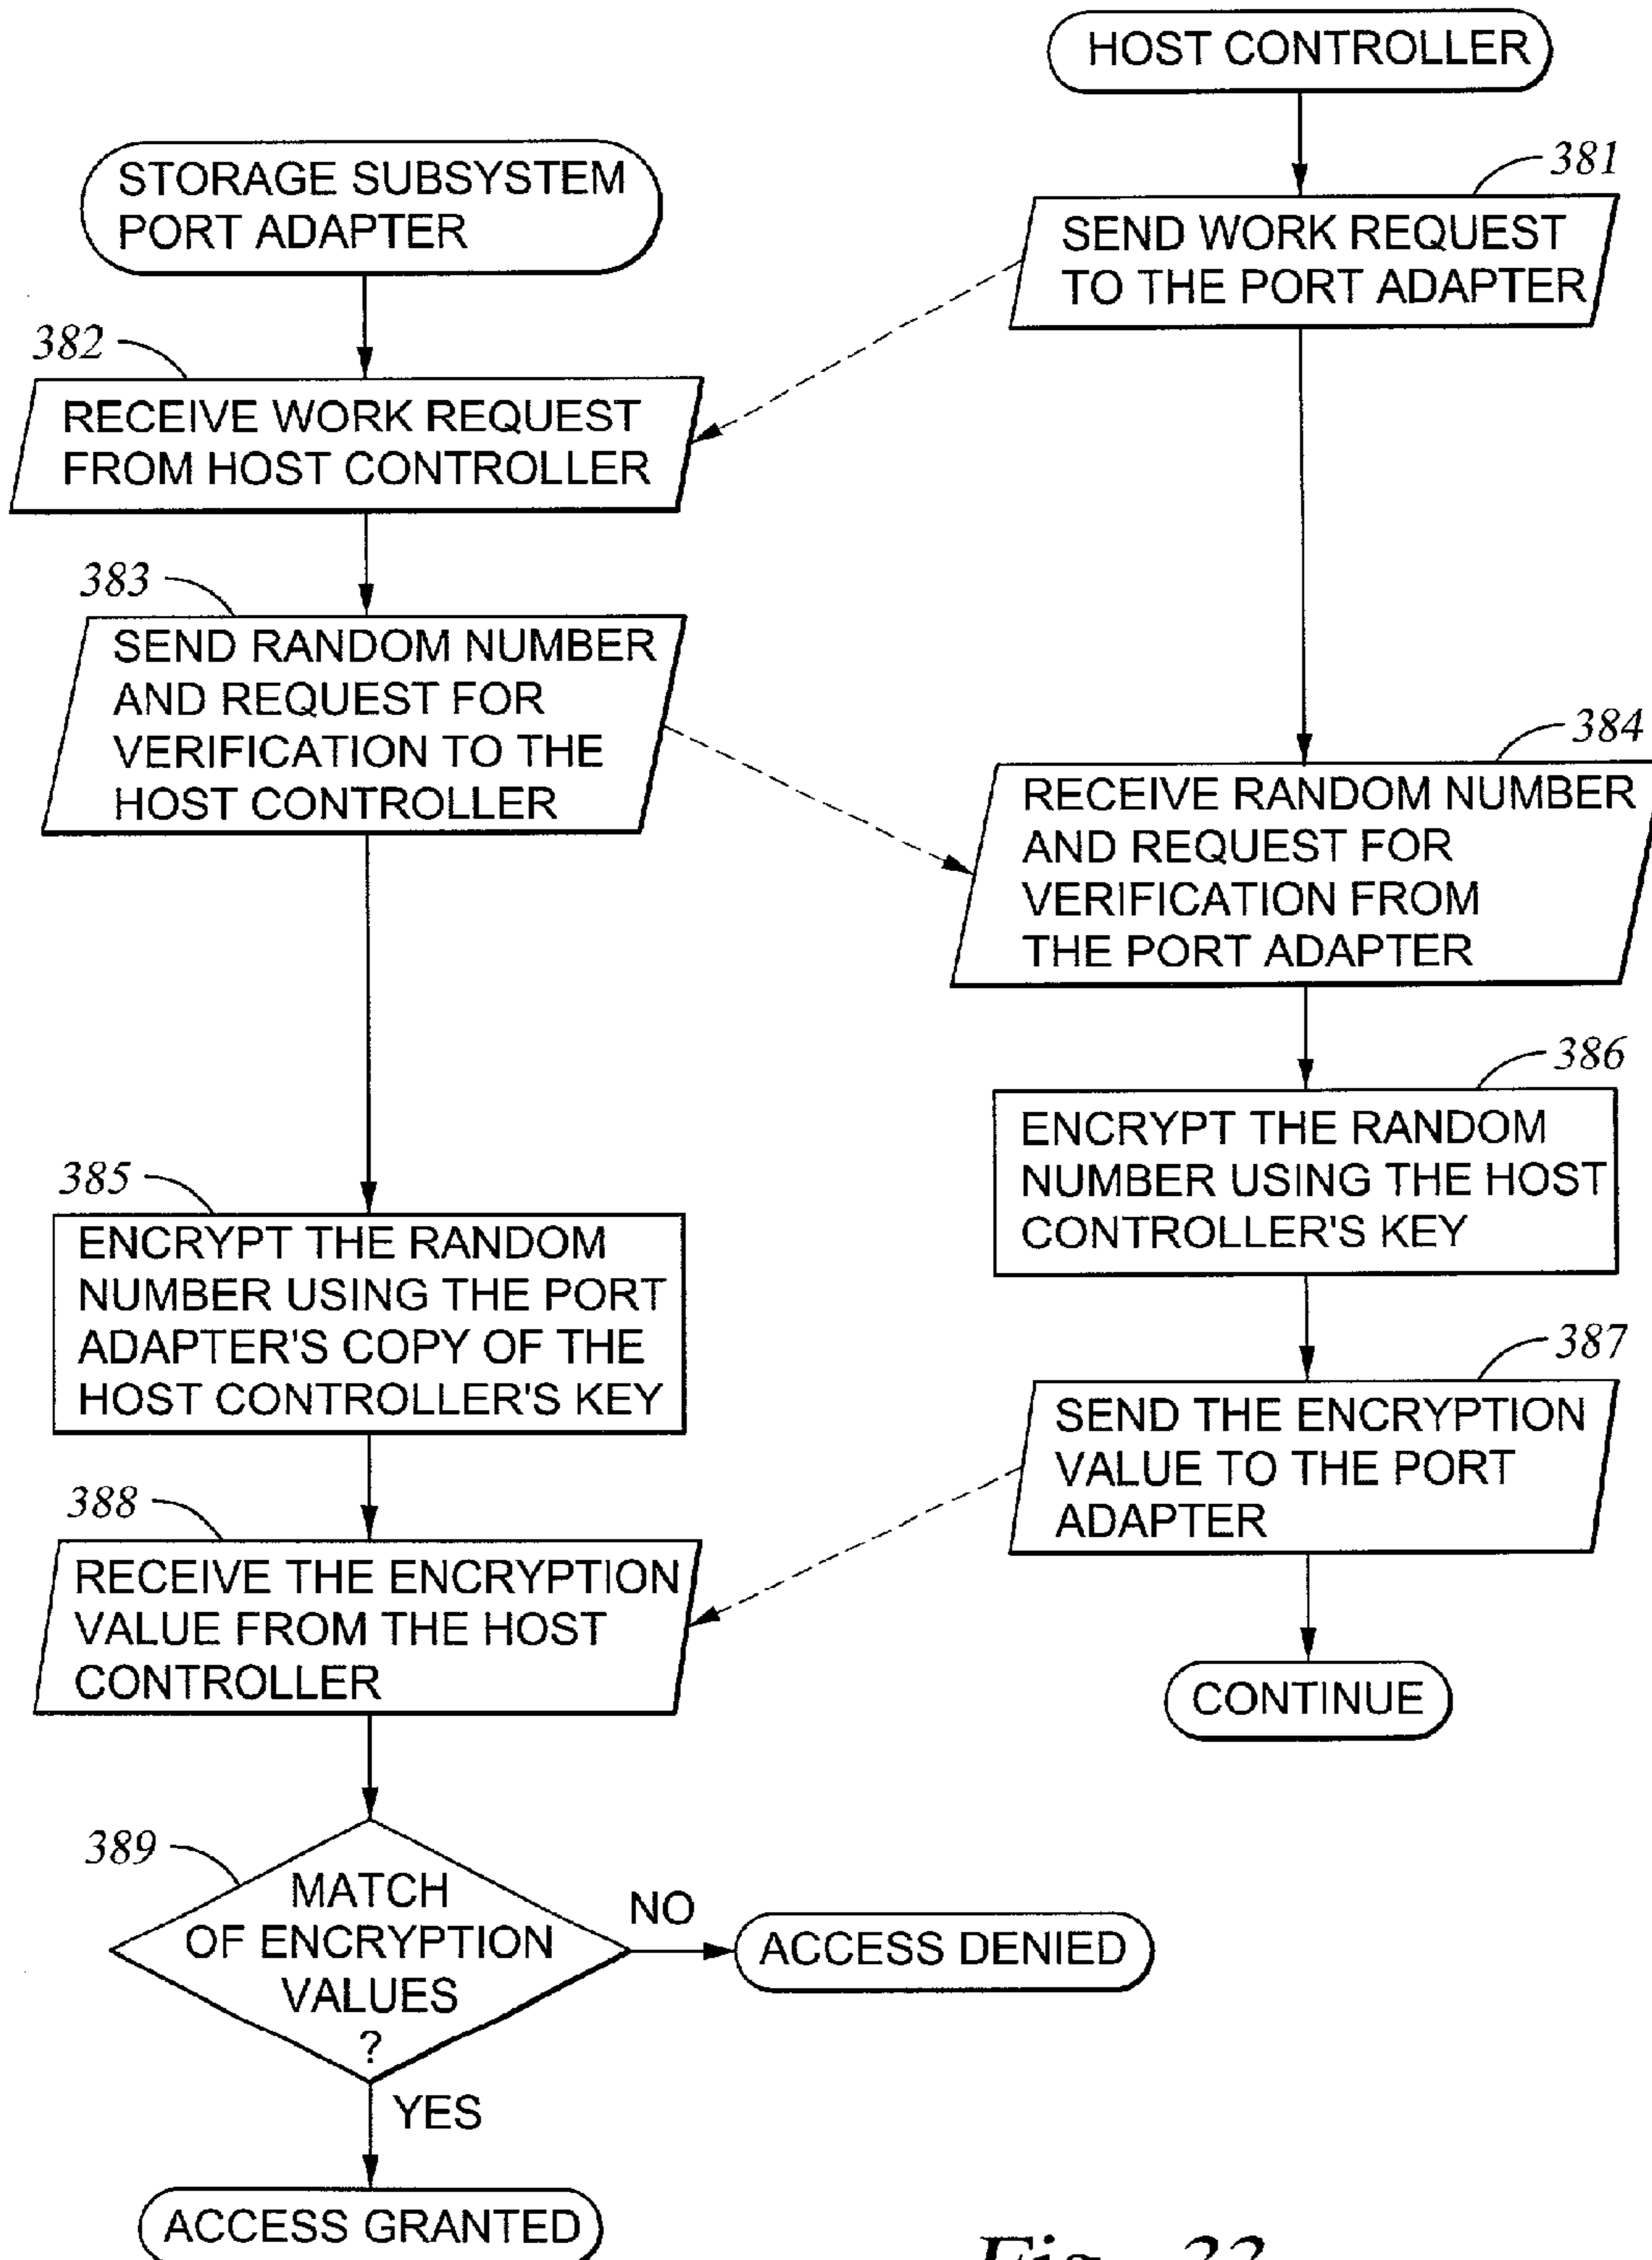 HOST CONTROLLER
381
SEND WORK REQUEST
TO THE PORT ADAPTER
STORAGE SUBSYSTEM
PORT ADAPTER
382
RECEIVE WORK REQUEST
FROM HOST CONTROLLER
383
SEND RANDOM NUMBER
AND REQUEST FOR
VERIFICATION TO THE
HOST CONTROLLER
384
RECEIVE RANDOM NUMBER
AND REQUEST FOR
VERIFICATION FROM
THE PORT ADAPTER
386
ENCRYPT THE RANDOM
NUMBER USING THE HOST
CONTROLLER'S KEY
385
ENCRYPT THE RANDOM
NUMBER USING THE PORT
ADAPTER'S COPY OF THE
HOST CONTROLLER'S KEY
387
SEND THE ENCRYPTION
VALUE TO THE PORT
ADAPTER
388
RECEIVE THE ENCRYPTION
VALUE FROM THE HOST
CONTROLLER
CONTINUE
389
MATCH
OF ENCRYPTION
VALUES
?
NO
ACCESS DENIED
YES
ACCESS GRANTED